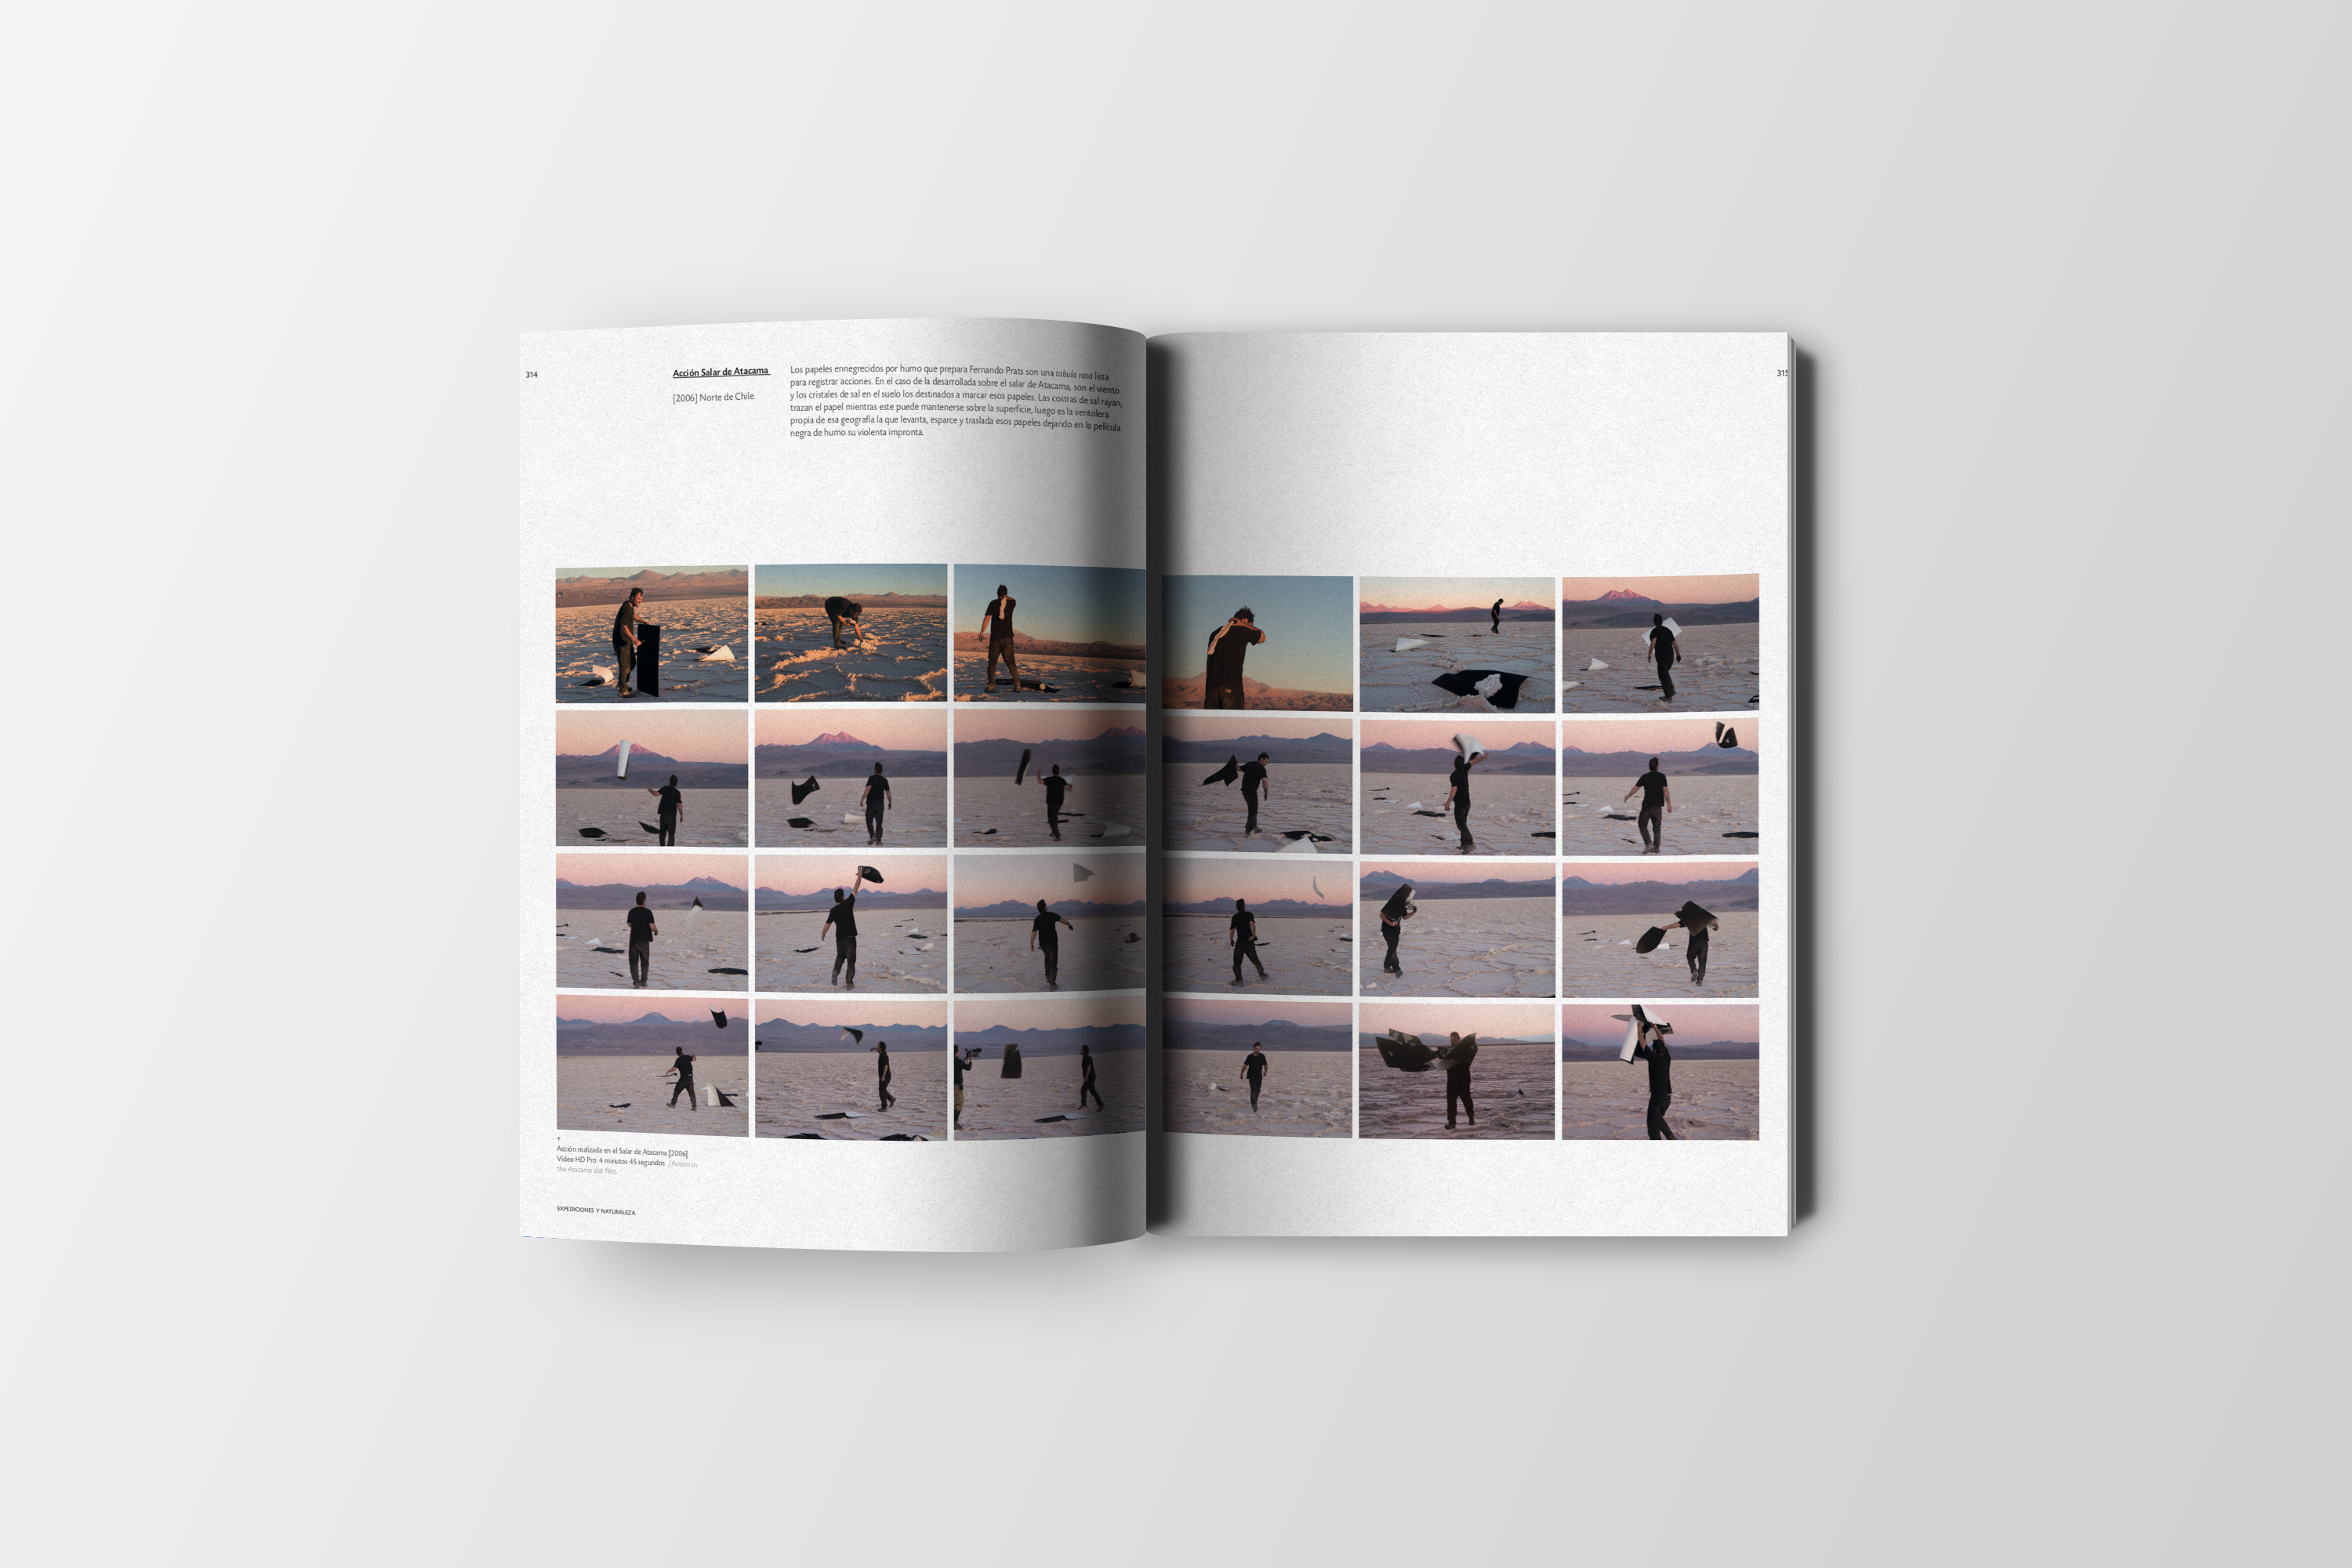 314
Acción Salar de Atacama
[2006] Norte de Chile.
Los papeles ennegrecidos por humo que prepara Fernando Prats son una tabula rasa lista
para registrar acciones. En el caso de la desarrollada sobre el salar de Atacama, son el viento
y los cristales de sal en el suelo los destinados a marcar esos papeles. Las costras de sal rayan,
trazan el papel mientras este puede mantenerse sobre la superficie, luego es la ventolera
propia de esa geografía la que levanta, esparce y traslada esos papeles dejando en la película
negra de humo su violenta impronta.
315
+
Acción realizada en el Salar de Atacama [2006]
Video HD Pro. 4 minutos 45 segundos. /Action in
the Atacama slat flets.
EXPEDICIONES Y NATURALEZA